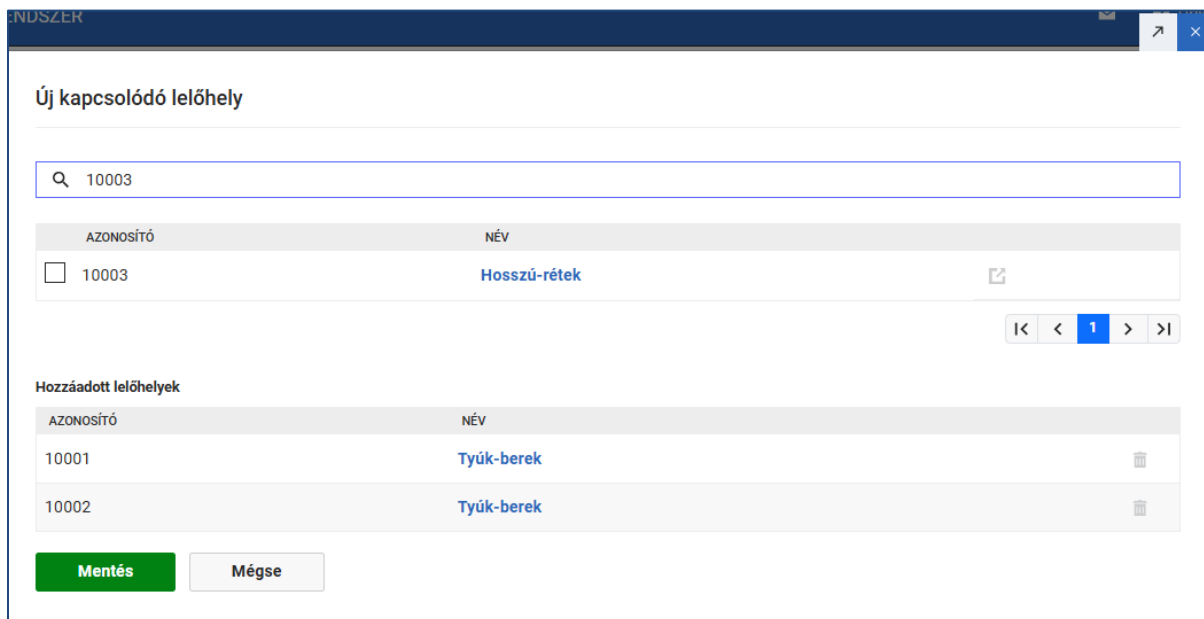 ENDSZER
Új kapcsolódó lelőhely
10003
AZONOSÍTÓ NÉV
10003 Hosszú-rétek
1
Hozzáadott lelőhelyek
AZONOSÍTÓ NÉV
10001 Tyúk-berek
10002 Tyúk-berek
Mentés Mégse